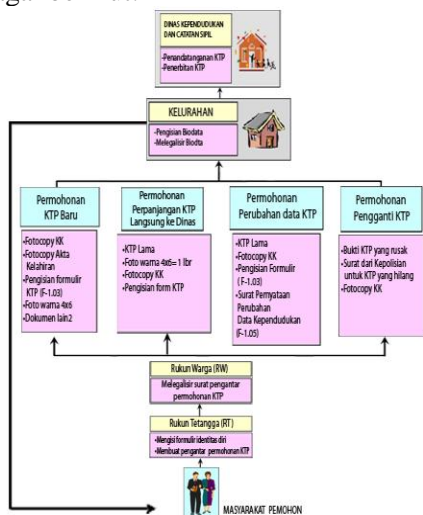 DINAS KEPENDUDUKAN
DAN CATATAN SIPIL
•Penandatanganan KTP
•Penerbitan KTP
KELURAHAN
•Pengisian Biodata
•Melegalisir Biodta
Permohonan
KTP Baru
•Fotocopy KK
•Fotocopy Akta
Kelahiran
•Pengisian formulir
KTP (F-1.03)
•Foto warna 4x6
•Dokumen lain2
Permohonan
Perpanjangan KTP
Langsung ke Dinas
•KTP Lama
•Foto warna 4x6= 1 lbr
•Fotocopy KK
•Pengisian form KTP
Permohonan
Perubahan data KTP
•KTP Lama
•Fotocopy KK
•Pengisian Formulir
( F-1.03)
•Surat Pernyataan
Perubahan
Data Kependudukan
(F-1.05)
Permohonan
Pengganti KTP
•Bukti KTP yang rusak
•Surat dari Kepolisian
untuk KTP yang hilang
•Fotocopy KK
Rukun Warga (RW)
Melegalisir surat pengantar
permohonan KTP
Rukun Tetangga (RT)
•Mengisi formulir identitas diri
•Membuat pengantar permohonan KTP
MASYARAKAT PEMOHON